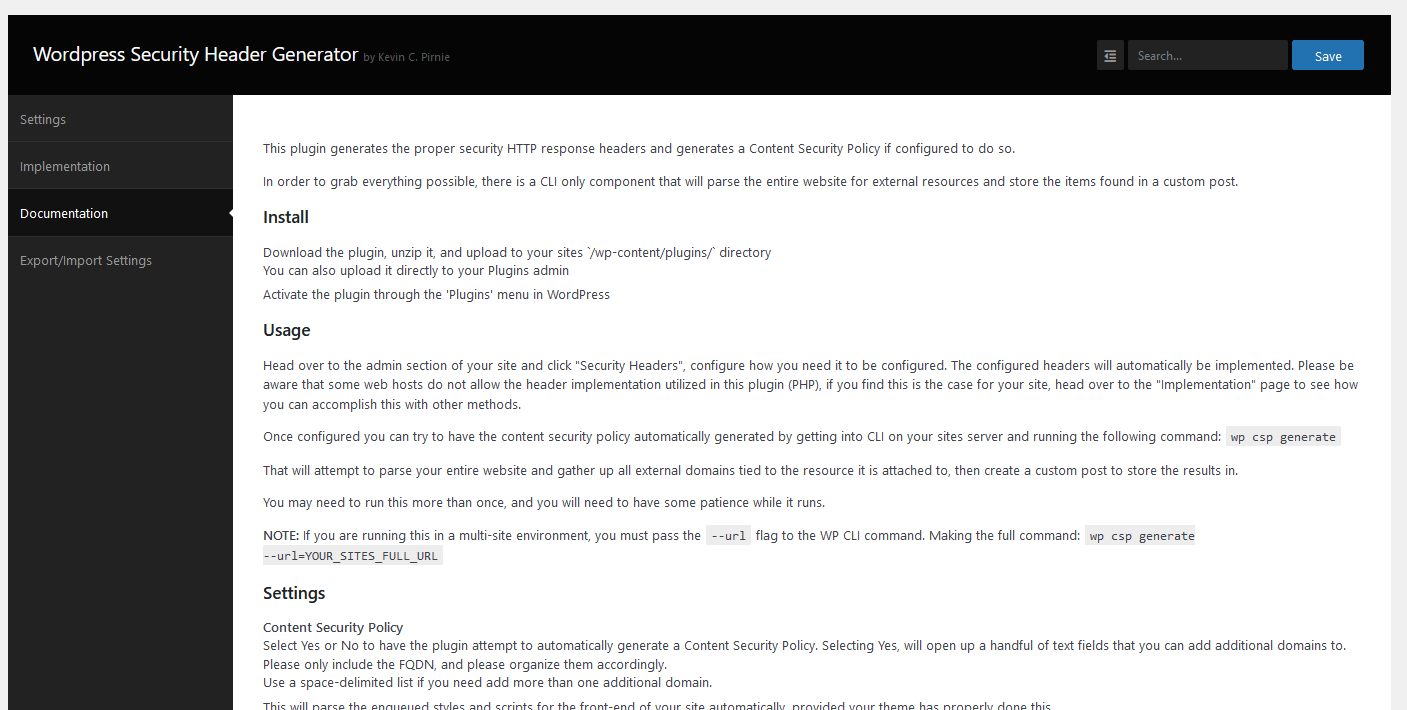 Wordpress Security Header Generator by Kevin C. Pirnie
Search...
Save
Settings
Implementation
Documentation
Export/Import Settings
This plugin generates the proper security HTTP response headers and generates a Content Security Policy if configured to do so.
In order to grab everything possible, there is a CLI only component that will parse the entire website for external resources and store the items found in a custom post.
Install
Download the plugin, unzip it, and upload to your sites `/wp-content/plugins/` directory
You can also upload it directly to your Plugins admin
Activate the plugin through the 'Plugins' menu in WordPress
Usage
Head over to the admin section of your site and click "Security Headers", configure how you need it to be configured. The configured headers will automatically be implemented. Please be
aware that some web hosts do not allow the header implementation utilized in this plugin (PHP), if you find this is the case for your site, head over to the "Implementation" page to see how
you can accomplish this with other methods.
Once configured you can try to have the content security policy automatically generated by getting into CLI on your sites server and running the following command: wp csp generate
That will attempt to parse your entire website and gather up all external domains tied to the resource it is attached to, then create a custom post to store the results in.
You may need to run this more than once, and you will need to have some patience while it runs.
NOTE: If you are running this in a multi-site environment, you must pass the --url flag to the WP CLI command. Making the full command: wp csp generate
--url=YOUR_SITES_FULL_URL
Settings
Content Security Policy
Select Yes or No to have the plugin attempt to automatically generate a Content Security Policy. Selecting Yes, will open up a handful of text fields that you can add additional domains to.
Please only include the FQDN, and please organize them accordingly.
Use a space-delimited list if you need add more than one additional domain.
This will parse the enqueued styles and scripts for the front-end of your site automatically, provided your theme has properly done this.